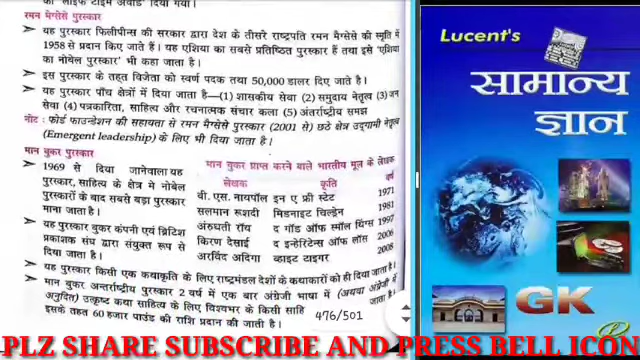 का 'लाइफ टाइम अवार्ड' दिया गया।
रमन मैग्सेसे पुरस्कार
यह पुरस्कार फिलीपीन्स की सरकार द्वारा देश के तीसरे राष्ट्रपति रमन मैग्सेसे की स्मृति में
1958 से प्रदान किए जाते हैं। यह एशिया का सबसे प्रतिष्ठित पुरस्कार हैं तथा इसे 'एशिया
का नोबेल पुरस्कार' भी कहा जाता है।
इस पुरस्कार के तहत् विजेता को स्वर्ण पदक तथा 50,000 डालर दिए जाते है।
यह पुरस्कार पाँच क्षेत्रों में दिया जाता है—(1) शासकीय सेवा (2) समुदाय नेतृत्व (3) जन
सेवा (4) पत्रकारिता, साहित्य और रचनात्मक संचार कला (5) अंतर्राष्ट्रीय समझ
नोट : फोर्ड फाउन्डेशन की सहायता से रमन मैग्सेसे पुरस्कार (2001 से) छठे क्षेत्र उद्गामी नेतृत्व
(Emergent leadership) के लिए भी दिया जाता है।
मान बुकर पुरस्कार
1969 से दिया जानेवाला यह
पुरस्कार, साहित्य के क्षेत्र मे नोबेल
पुरस्कारों के बाद सबसे बड़ा पुरस्कार
माना जाता है।
यह पुरस्कार बुकर कंपनी एवं ब्रिटिश
प्रकाशक संघ द्वारा संयुक्त रूप से
दिया जाता है।
मान बुकर प्राप्त करने वाले भारतीय मूल के लेखक
लेखक कृति वर्ष
वी. एस. नायपॉल इन ए फ्री स्टेट 1971
सलमान रूशदी मिडनाइट चिल्ड्रेन 1981
अंरुधती रॉय द गॉड ऑफ स्मॉल थिंग्स 1997
किरण देसाई द इन्हेरिटेन्स ऑफ लॉस 2006
अरविंद अदिगा व्हाइट टाइगर 2008
यह पुरस्कार किसी एक कथाकृति के लिए राष्ट्रमंडल देशों के कथाकारों को ही दिया जाता है।
मान बुकर अन्तर्राष्ट्रीय पुरस्कार 2 वर्ष में एक बार अंग्रेजी भाषा में (अथवा अंग्रेजी में
अनुदित) उत्कृष्ट कथा साहित्य के लिए विश्वभर के किसी साहि जाता है।
इसके तहत 60 हजार पाउंड की राशि प्रदान की जाती है।
476/501
Lucent's
सामान्य
ज्ञान
GK
PLZ SHARE SUBSCRIBE AND PRESS BELL ICON